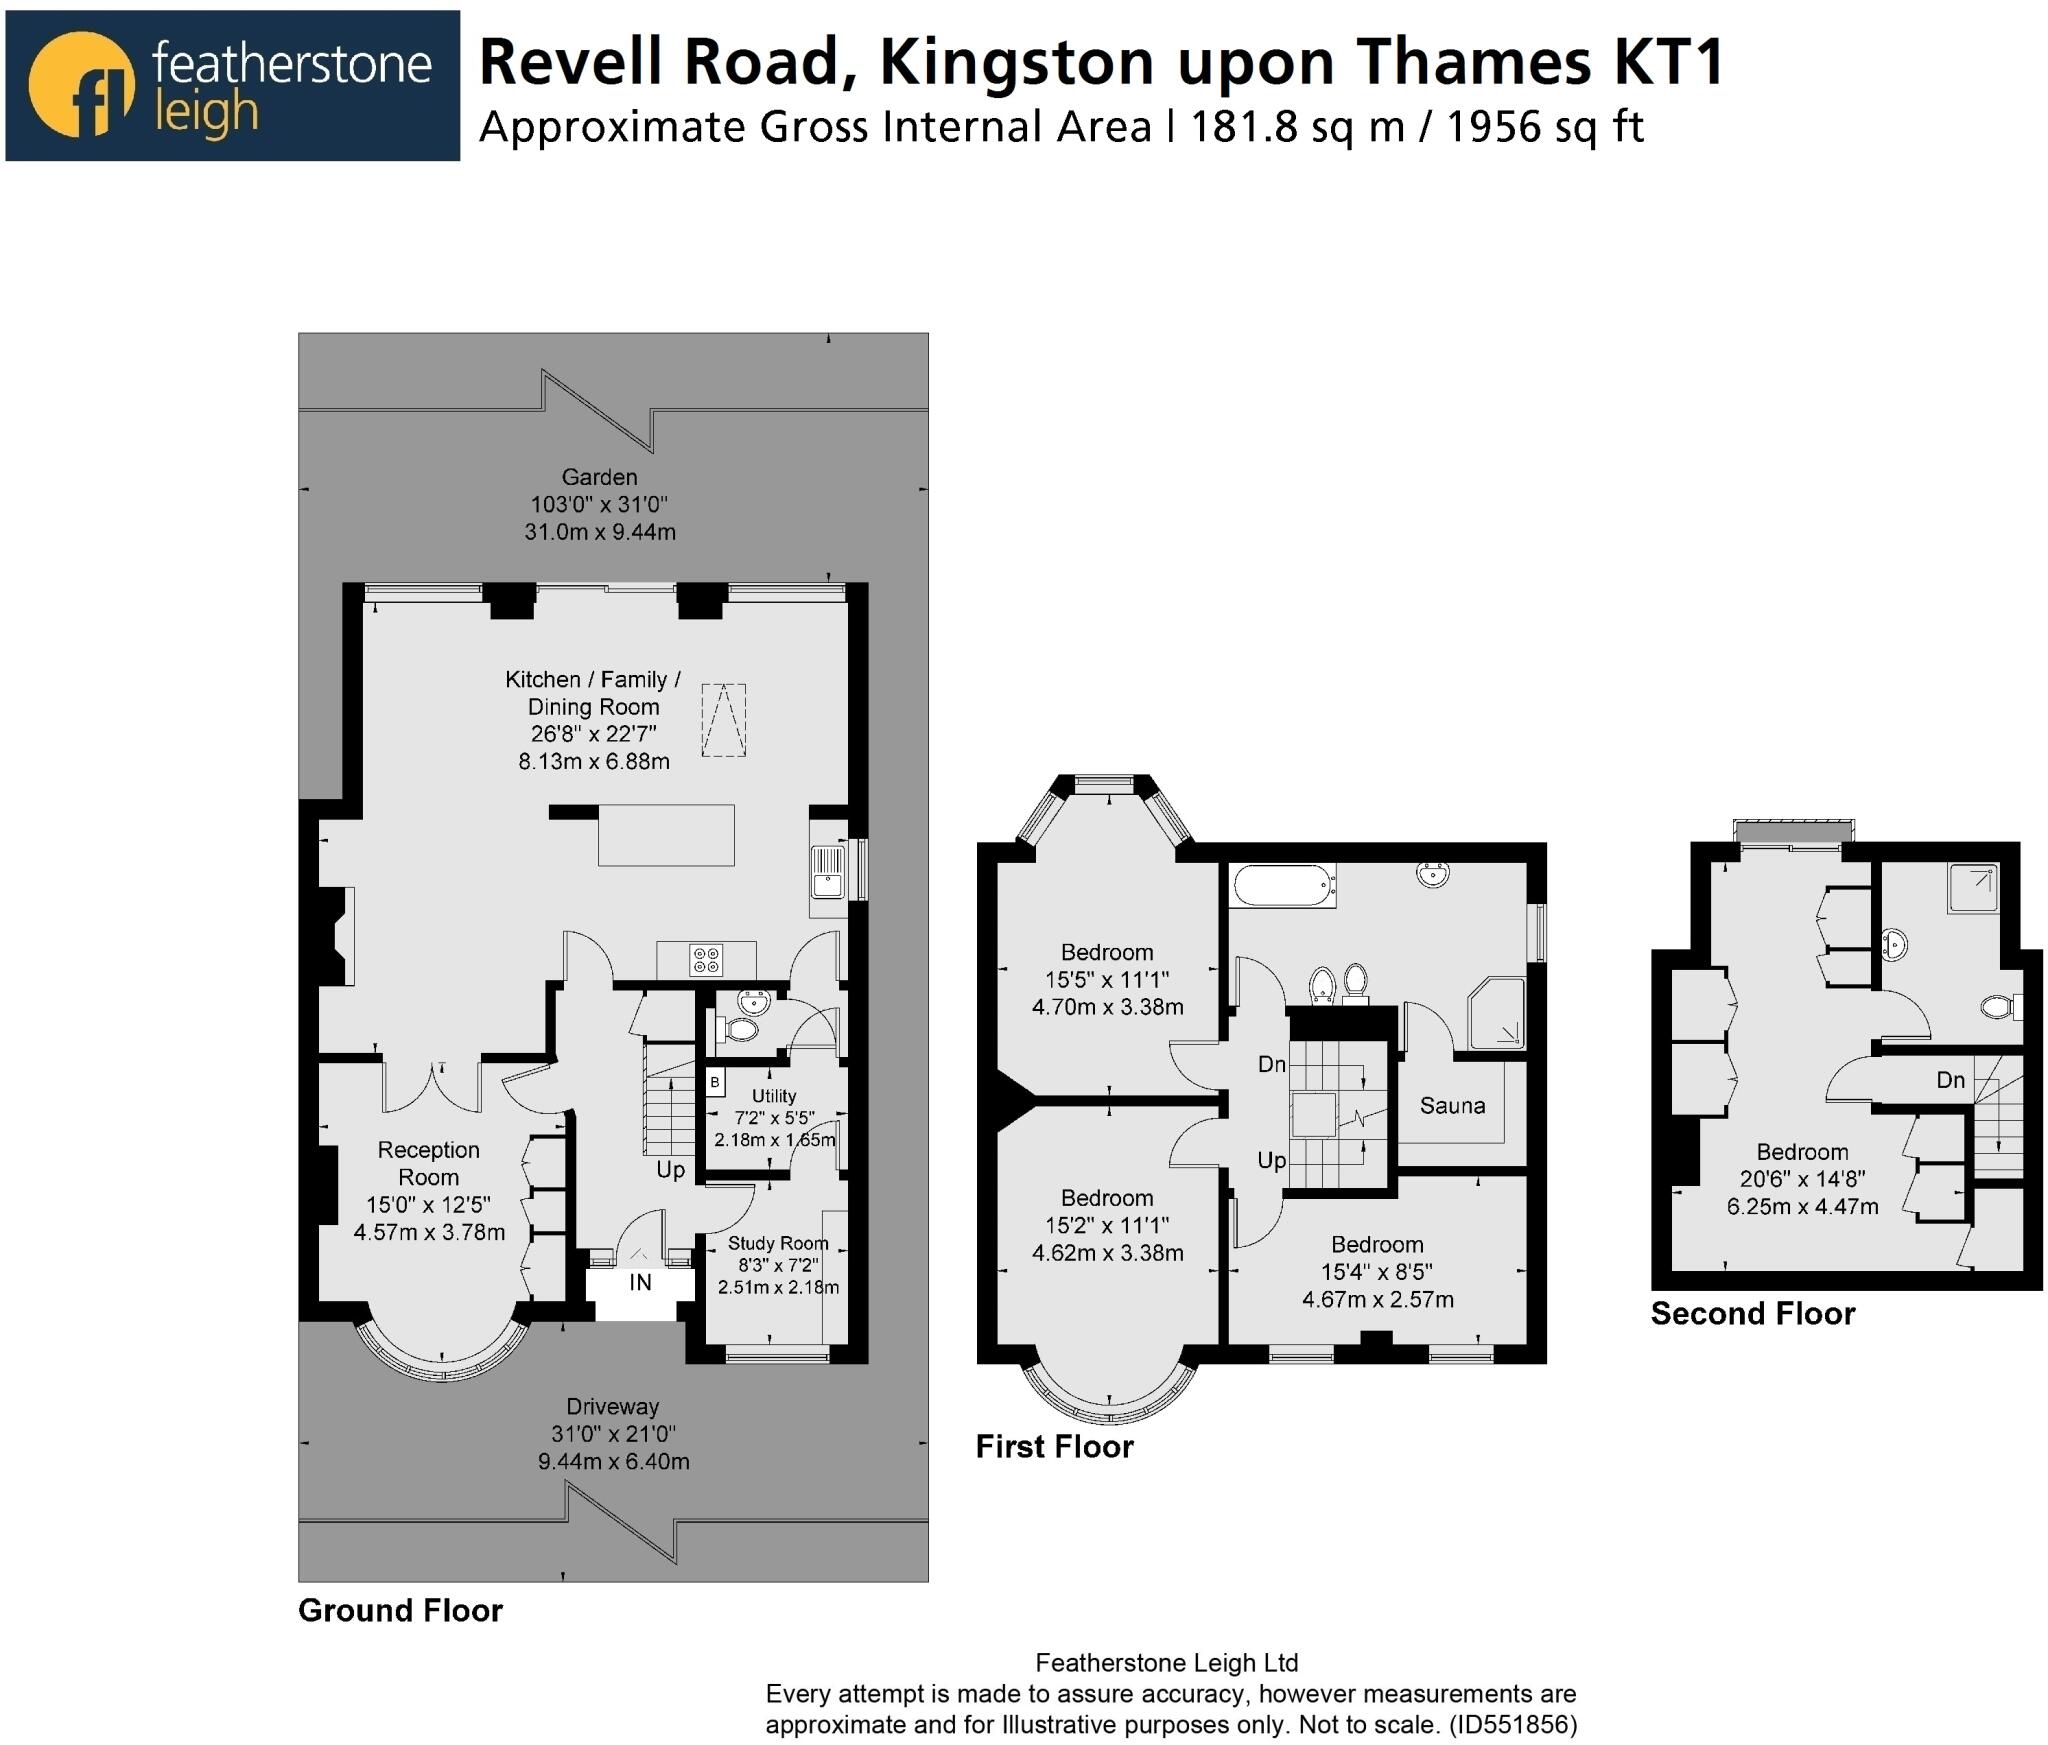 featherstone
leigh
Revell Road, Kingston upon Thames KT1
Approximate Gross Internal Area | 181.8 sq m / 1956 sq ft
Garden
103'0" x 31'0"
31.0m x 9.44m
Kitchen / Family /
Dining Room
26'8" x 22'7"
8.13m x 6.88m
B
Utility
7'2" x 5'5"
2.18m x 1.65m
Reception
Room
15'0" x 12'5"
4.57m x 3.78m
Up
Study Room
8'3" x 7'2"
2.51m x 2.18m
IN
Driveway
31'0" x 21'0"
9.44m x 6.40m
Ground Floor
Bedroom
15'5" x 11'1"
4.70m x 3.38m
Dn
Sauna
Up
Bedroom
15'2" x 11'1"
4.62m x 3.38m
Bedroom
15'4" x 8'5"
4.67m x 2.57m
First Floor
Dn
Bedroom
20'6" x 14'8"
6.25m x 4.47m
Second Floor
Featherstone Leigh Ltd
Every attempt is made to assure accuracy, however measurements are
approximate and for Illustrative purposes only. Not to scale. (ID551856)